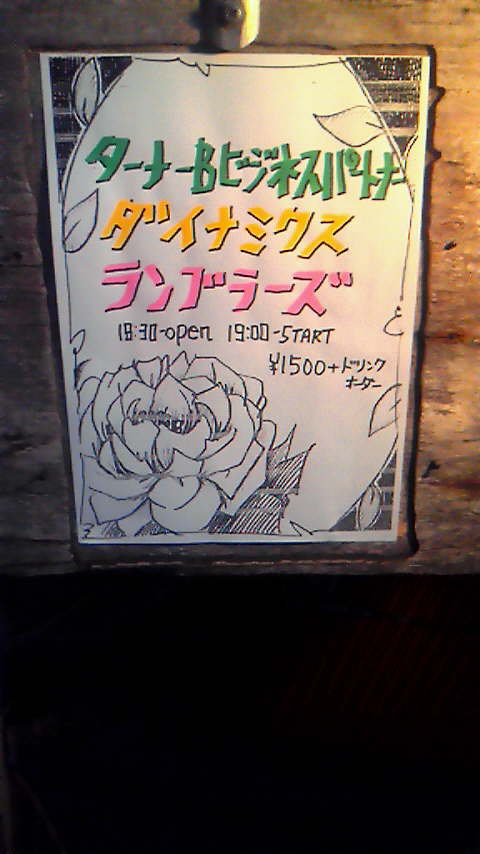 ターナーBビジネスパートナー
ダイナミクス
ランブラーズ
18:30-open 19:00-START
¥1500+ドリンク
オーダー